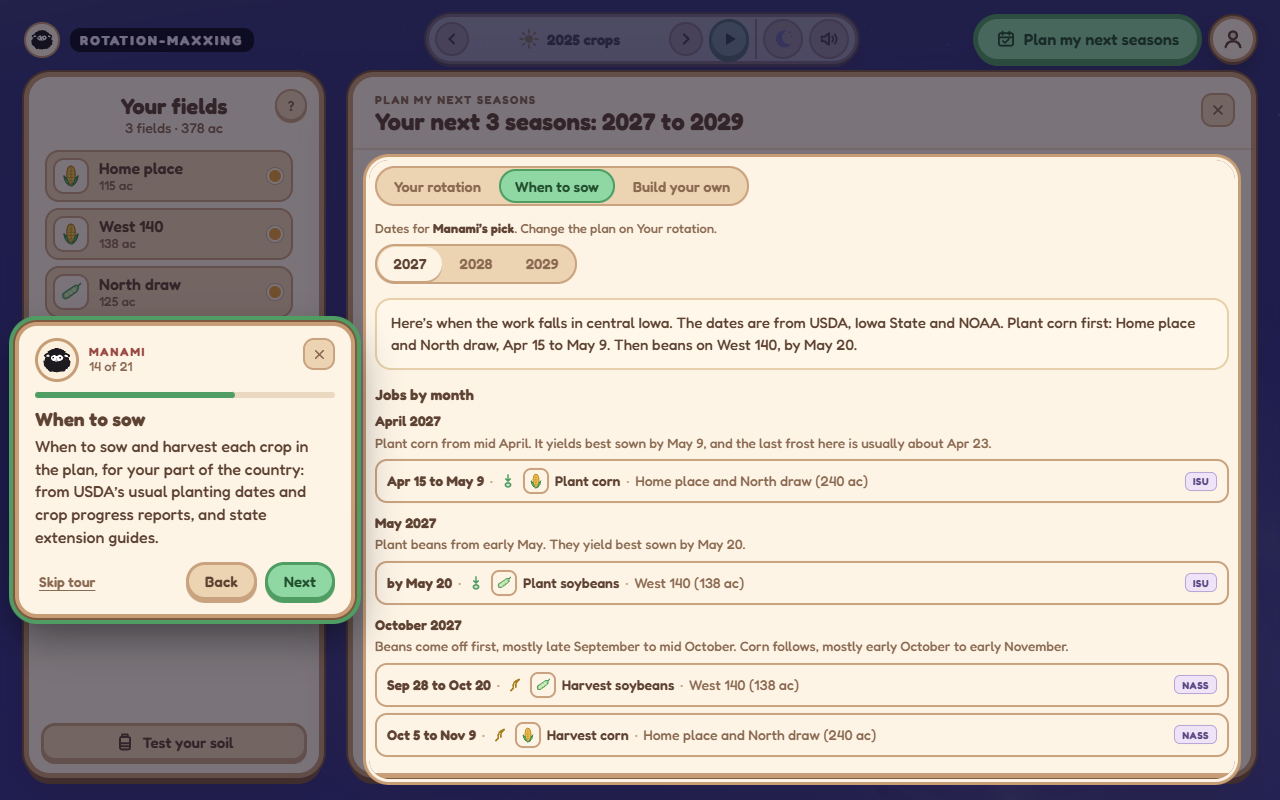 ROTATION-MAXXING
2025 crops
Plan my next seasons
Your fields
3 fields · 378 ac
?
Home place
115 ac
West 140
138 ac
North draw
125 ac
MANAMI
14 of 21
When to sow
When to sow and harvest each crop in
the plan, for your part of the country:
from USDA's usual planting dates and
crop progress reports, and state
extension guides.
Skip tour
Back
Next
Test your soil
PLAN MY NEXT SEASONS
Your next 3 seasons: 2027 to 2029
Your rotation
When to sow
Build your own
Dates for Manami's pick. Change the plan on Your rotation.
2027
2028
2029
Here's when the work falls in central Iowa. The dates are from USDA, Iowa State and NOAA. Plant corn first: Home place
and North draw, Apr 15 to May 9. Then beans on West 140, by May 20.
Jobs by month
April 2027
Plant corn from mid April. It yields best sown by May 9, and the last frost here is usually about Apr 23.
Apr 15 to May 9 · Plant corn · Home place and North draw (240 ac) ISU
May 2027
Plant beans from early May. They yield best sown by May 20.
by May 20 · Plant soybeans · West 140 (138 ac) ISU
October 2027
Beans come off first, mostly late September to mid October. Corn follows, mostly early October to early November.
Sep 28 to Oct 20 · Harvest soybeans · West 140 (138 ac) NASS
Oct 5 to Nov 9 · Harvest corn · Home place and North draw (240 ac) NASS